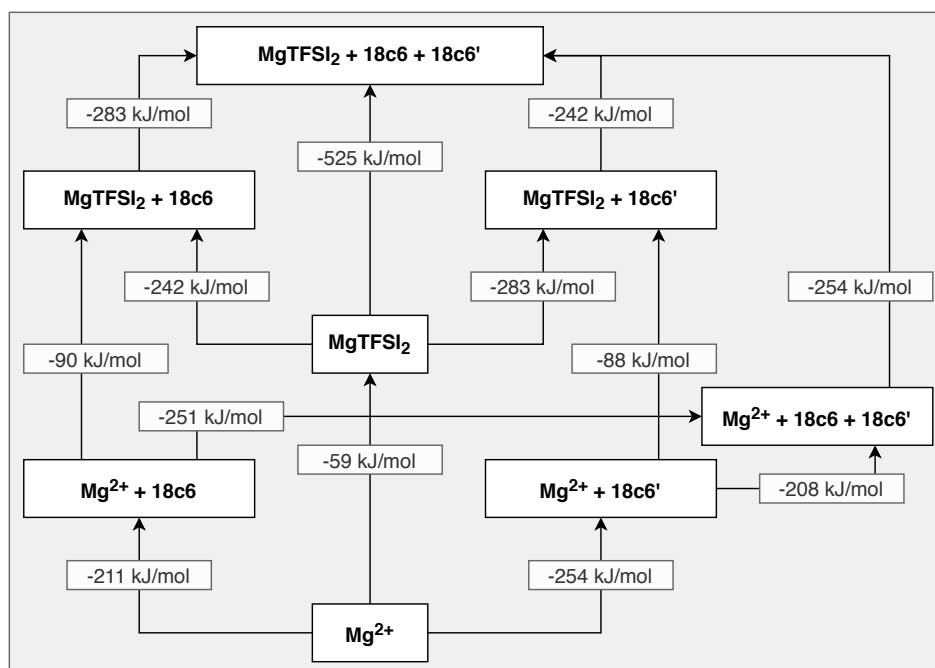 MgTFSI₂ + 18c6 + 18c6'
-283 kJ/mol
-242 kJ/mol
-525 kJ/mol
MgTFSI₂ + 18c6
MgTFSI₂ + 18c6'
-242 kJ/mol
-283 kJ/mol
-254 kJ/mol
MgTFSI₂
-90 kJ/mol
-88 kJ/mol
-251 kJ/mol
Mg²⁺ + 18c6 + 18c6'
-59 kJ/mol
Mg²⁺ + 18c6
Mg²⁺ + 18c6'
-208 kJ/mol
-211 kJ/mol
-254 kJ/mol
Mg²⁺